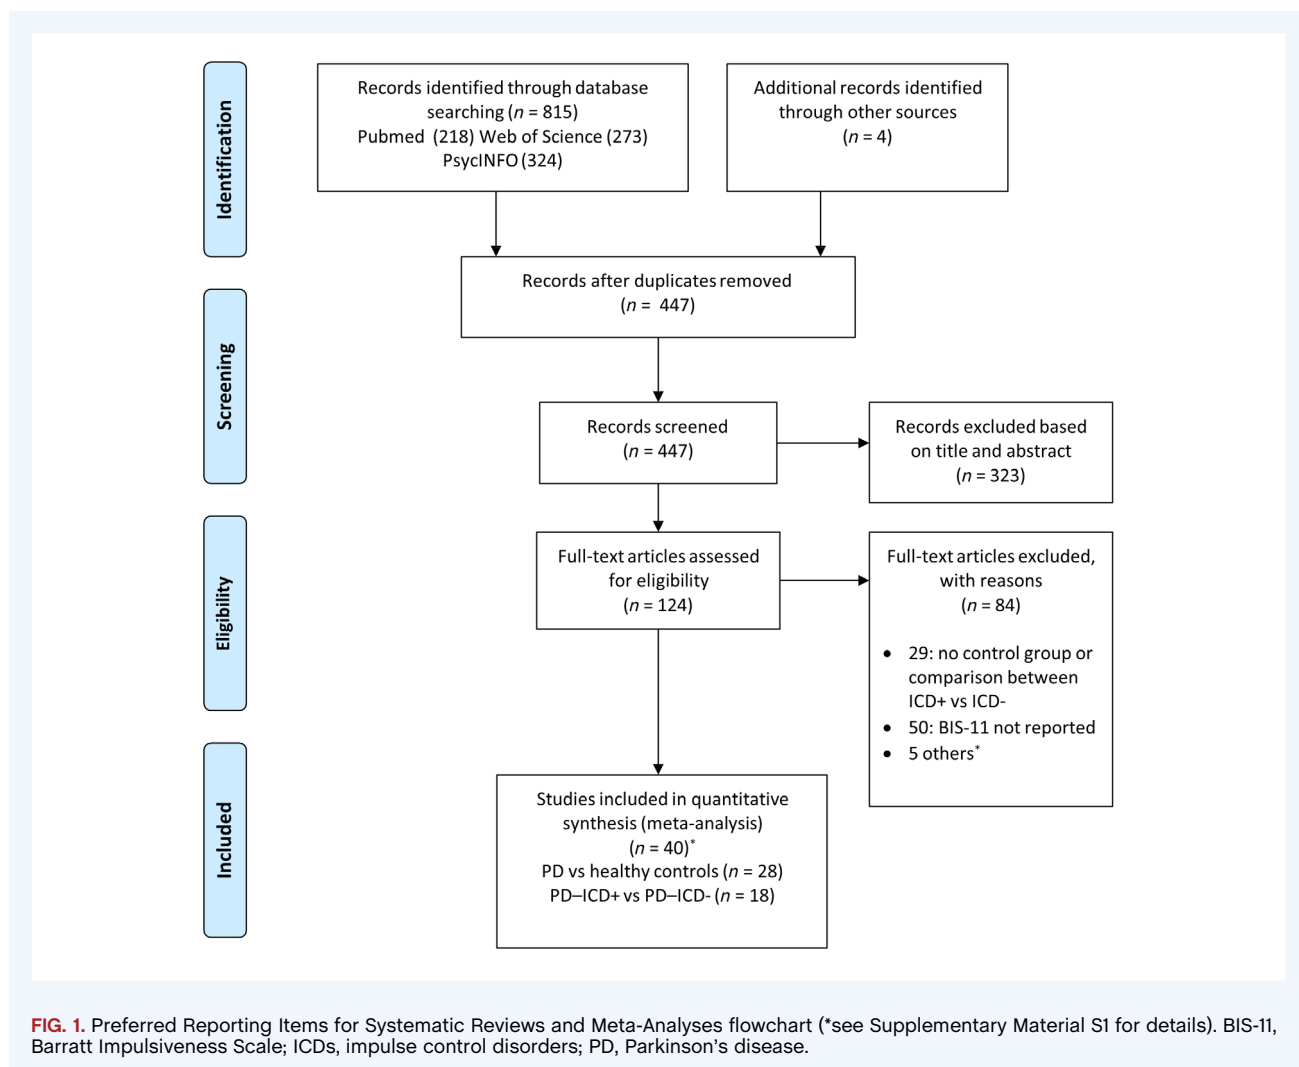 Identification
Records identified through database
searching (n = 815)
Pubmed (218) Web of Science (273)
PsycINFO (324)
Additional records identified
through other sources
(n = 4)
Records after duplicates removed
(n = 447)
Screening
Records screened
(n = 447)
Records excluded based
on title and abstract
(n = 323)
Eligibility
Full-text articles assessed
for eligibility
(n = 124)
Full-text articles excluded,
with reasons
(n = 84)
• 29: no control group or
comparison between
ICD+ vs ICD-
• 50: BIS-11 not reported
• 5 others*
Included
Studies included in quantitative
synthesis (meta-analysis)
(n = 40)*
PD vs healthy controls (n = 28)
PD–ICD+ vs PD–ICD- (n = 18)
FIG. 1. Preferred Reporting Items for Systematic Reviews and Meta-Analyses flowchart (*see Supplementary Material S1 for details). BIS-11,
Barratt Impulsiveness Scale; ICDs, impulse control disorders; PD, Parkinson's disease.